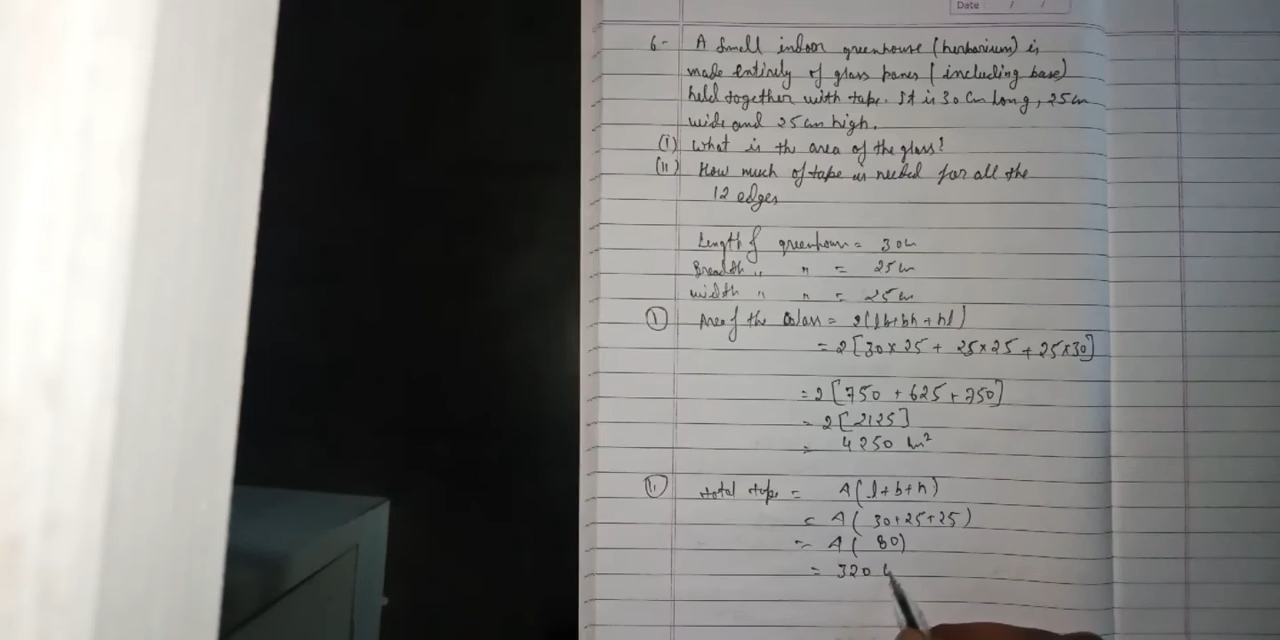 Date / /
6- A Small indoor greenhouse (herbarium) is
made entirely of glass panes (including base)
held together with tape. It is 30 cm Long, 25 cm
wide and 25 cm high.
(i) What is the area of the glass?
(ii) How much of tape is needed for all the
12 edges
Length of greenhouse = 30 cm
Breadth " " = 25 cm
width " " = 25 cm
(i) Area of the Glass = 2(lb+bh+hl)
= 2[30×25 + 25×25 + 25×30]
= 2[750 + 625 + 750]
= 2[2125]
= 4250 cm²
(ii) total tape = 4(l+b+h)
= 4(30+25+25)
= 4(80)
= 320 c